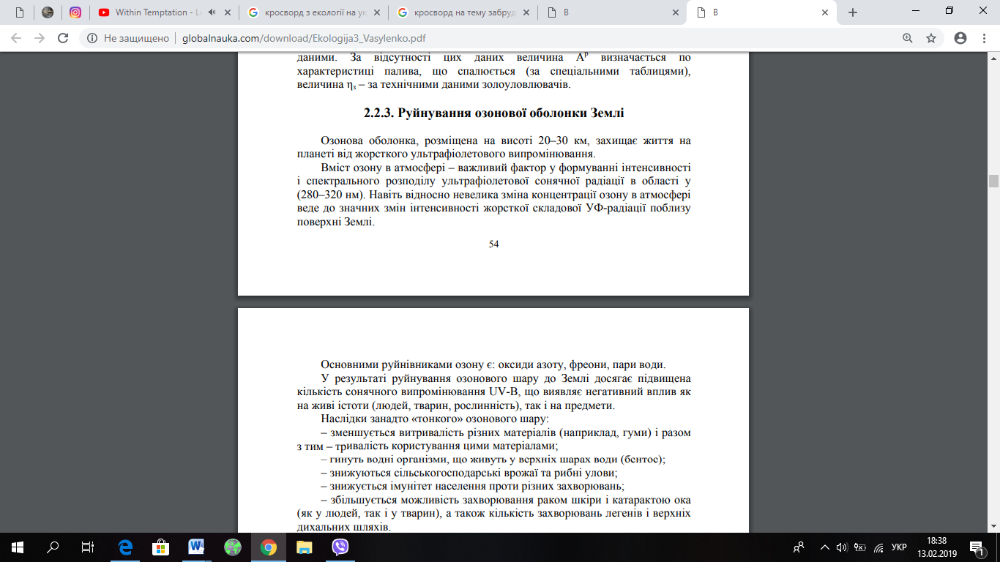 Within Temptation - Le
кросворд з екології на ук
кросворд на тему забруд
В
В
Не защищено
globalnauka.com/download/Ekologija3_Vasylenko.pdf
даними. За відсутності цих даних величина Aᵖ визначається по
характеристиці палива, що спалюється (за спеціальними таблицями),
величина ηз – за технічними даними золоуловлювачів.
2.2.3. Руйнування озонової оболонки Землі
Озонова оболонка, розміщена на висоті 20–30 км, захищає життя на
планеті від жорсткого ультрафіолетового випромінювання.
Вміст озону в атмосфері – важливий фактор у формуванні інтенсивності
і спектрального розподілу ультрафіолетової сонячної радіації в області у
(280–320 нм). Навіть відносно невелика зміна концентрації озону в атмосфері
веде до значних змін інтенсивності жорсткої складової УФ-радіації поблизу
поверхні Землі.
54
Основними руйнівниками озону є: оксиди азоту, фреони, пари води.
У результаті руйнування озонового шару до Землі досягає підвищена
кількість сонячного випромінювання UV-B, що виявляє негативний вплив як
на живі істоти (людей, тварин, рослинність), так і на предмети.
Наслідки занадто «тонкого» озонового шару:
– зменшується витривалість різних матеріалів (наприклад, гуми) і разом
з тим – тривалість користування цими матеріалами;
– гинуть водні організми, що живуть у верхніх шарах води (бентос);
– знижуються сільськогосподарські врожаї та рибні улови;
– знижується імунітет населення проти різних захворювань;
– збільшується можливість захворювання раком шкіри і катарактою ока
(як у людей, так і у тварин), а також кількість захворювань легенів і верхніх
дихальних шляхів.
УКР
18:38
13.02.2019
1